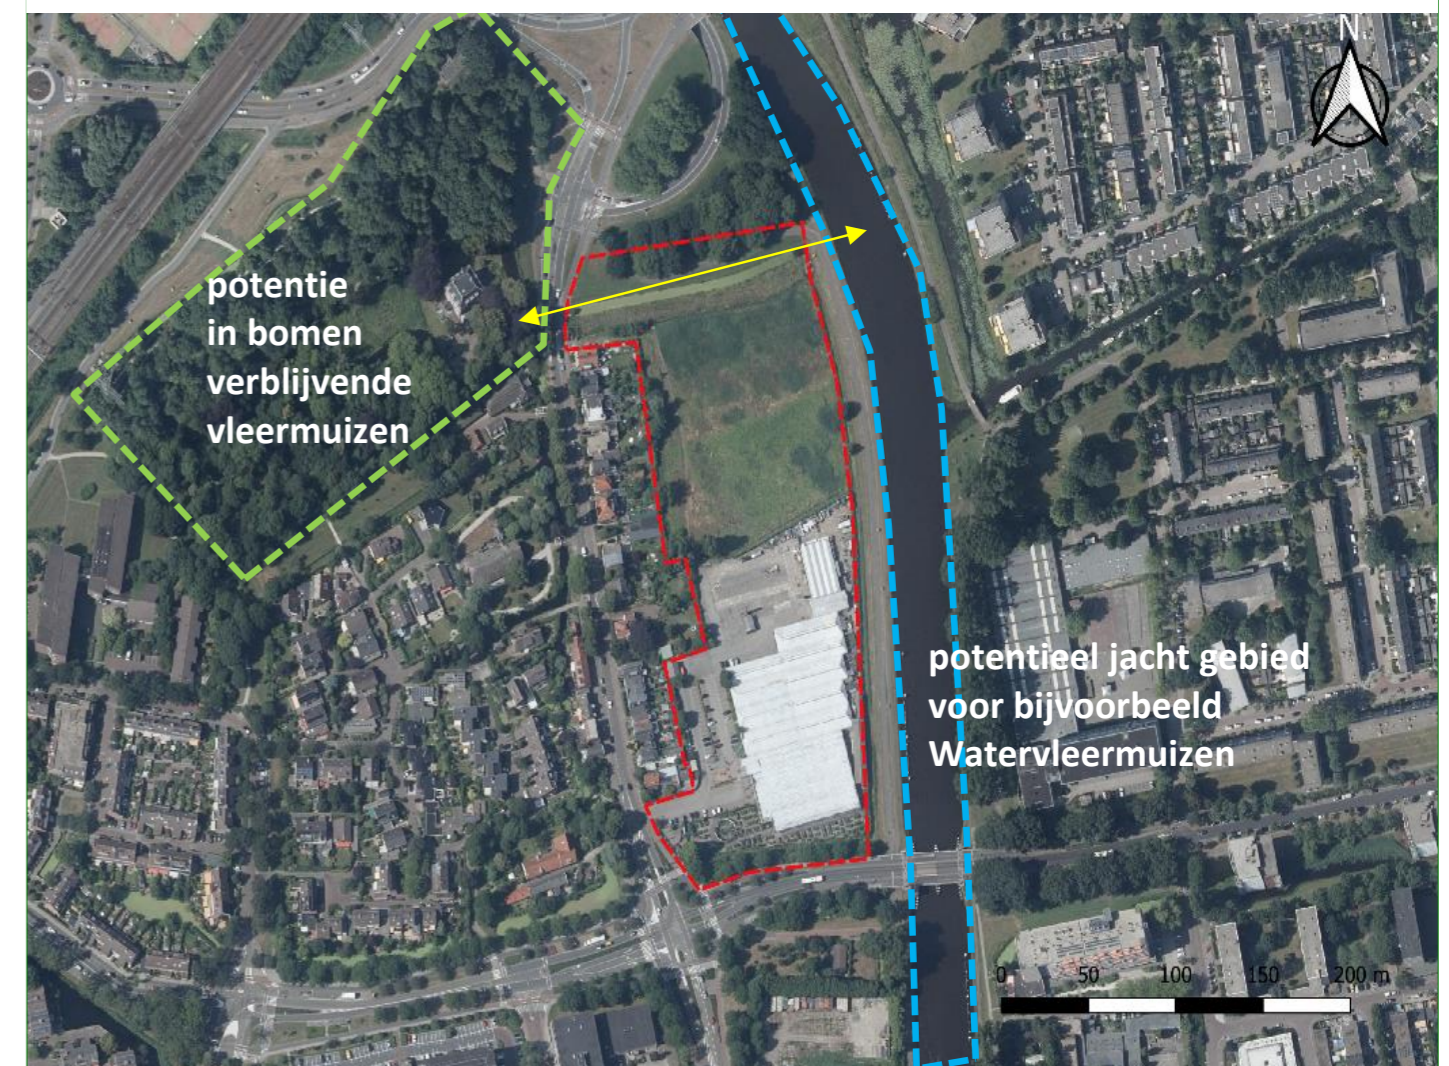 N
potentie
in bomen
verblijvende
vleermuizen
potentieel jacht gebied
voor bijvoorbeeld
Watervleermuizen
0 50 100 150 200 m